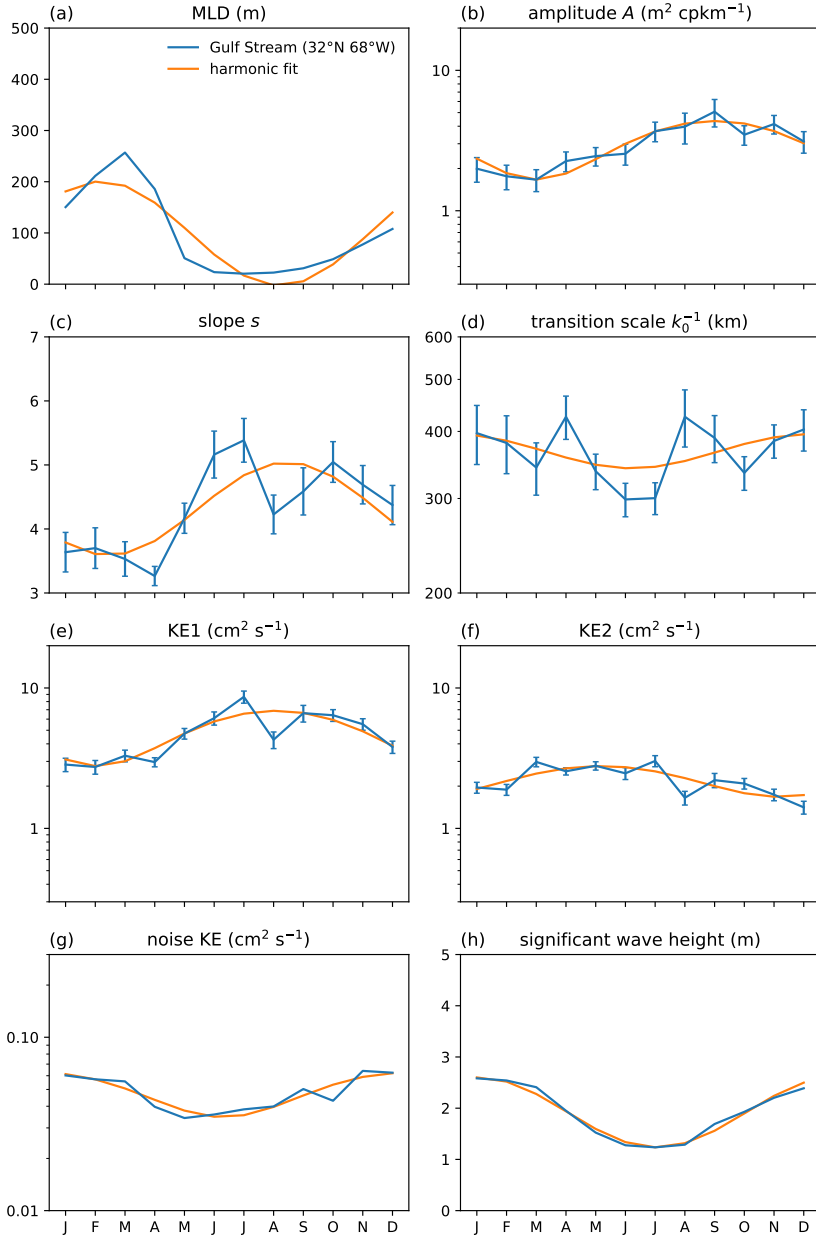 (a) MLD (m)
500
400
300
200
100
0
Gulf Stream (32°N 68°W)
harmonic fit
(b) amplitude A (m² cpkm⁻¹)
10
1
(c) slope s
7
6
5
4
3
(d) transition scale k₀⁻¹ (km)
600
500
400
300
200
(e) KE1 (cm² s⁻¹)
10
1
(f) KE2 (cm² s⁻¹)
10
1
(g) noise KE (cm² s⁻¹)
0.10
0.01
J F M A M J J A S O N D
(h) significant wave height (m)
5
4
3
2
1
0
J F M A M J J A S O N D